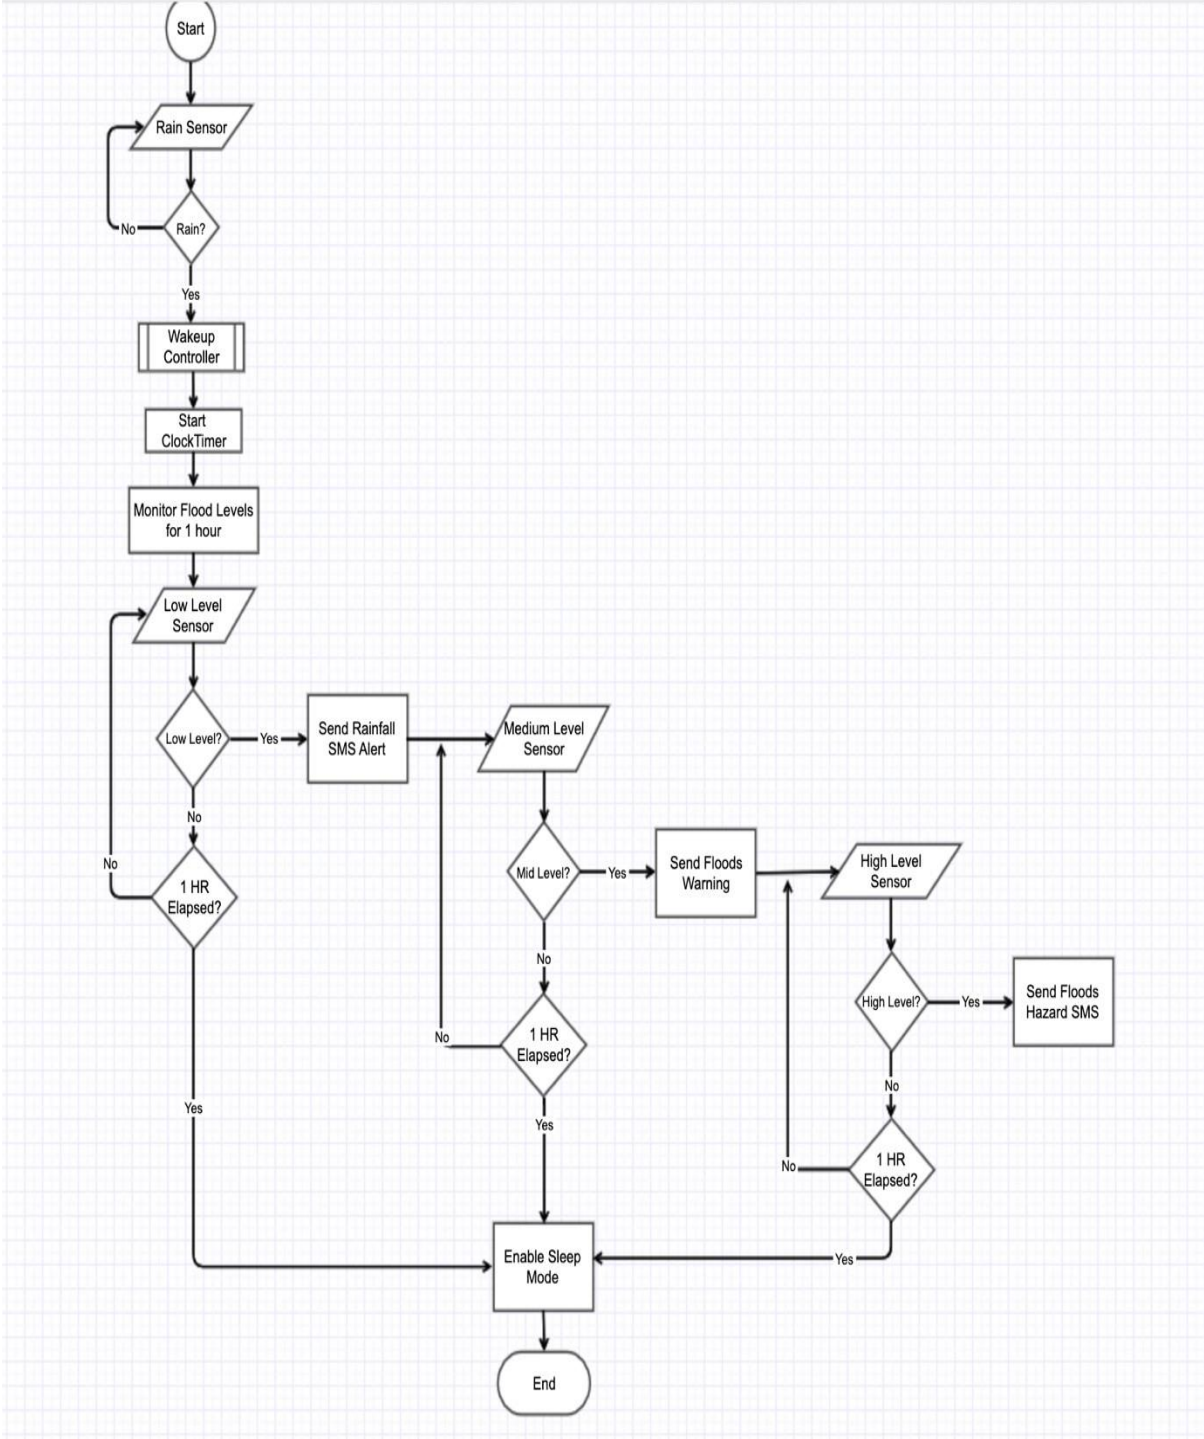 Start
Rain Sensor
Rain?
No
Yes
Wakeup
Controller
Start
ClockTimer
Monitor Flood Levels
for 1 hour
Low Level
Sensor
Low Level?
Yes
Send Rainfall
SMS Alert
Medium Level
Sensor
No
No
1 HR
Elapsed?
Mid Level?
Yes
Send Floods
Warning
High Level
Sensor
No
No
1 HR
Elapsed?
High Level?
Yes
Send Floods
Hazard SMS
No
No
1 HR
Elapsed?
Yes
Yes
Yes
Enable Sleep
Mode
End